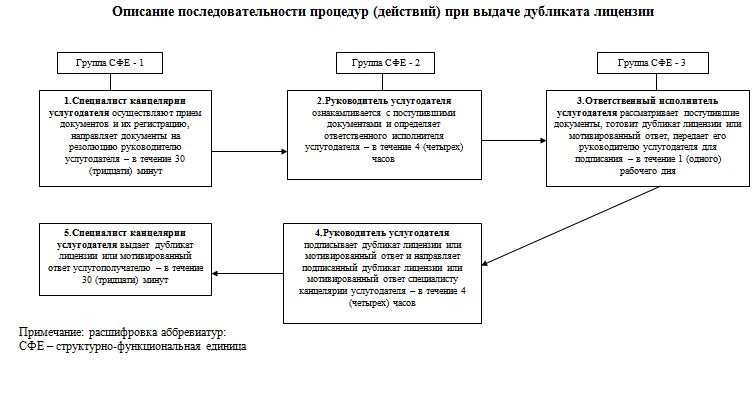 Описание последовательности процедур (действий) при выдаче дубликата лицензии
Группа СФЕ - 1
Группа СФЕ - 2
Группа СФЕ - 3
1.Специалист канцелярии
услугодателя осуществляют прием
документов и их регистрацию,
направляет документы на
резолюцию руководителю
услугодателя – в течение 30
(тридцати) минут
2.Руководитель услугодателя
ознакамливается с поступившими
документами и определяет
ответственного исполнителя
услугодателя – в течение 4 (четырех)
часов
3.Ответственный исполнитель
услугодателя рассматривает поступившие
документы, готовит дубликат лицензии или
мотивированный ответ, передает его
руководителю услугодателя для
подписания – в течение 1 (одного)
рабочего дня
5.Специалист канцелярии
услугодателя выдает дубликат
лицензии или мотивированный
ответ услугополучателю – в течение
30 (тридцати) минут
4.Руководитель услугодателя
подписывает дубликат лицензии или
мотивированный ответ и направляет
подписанный дубликат лицензии или
мотивированный ответ специалисту
канцелярии услугодателя – в течение 4
(четырех) часов
Примечание: расшифровка аббревиатур:
СФЕ – структурно-функциональная единица